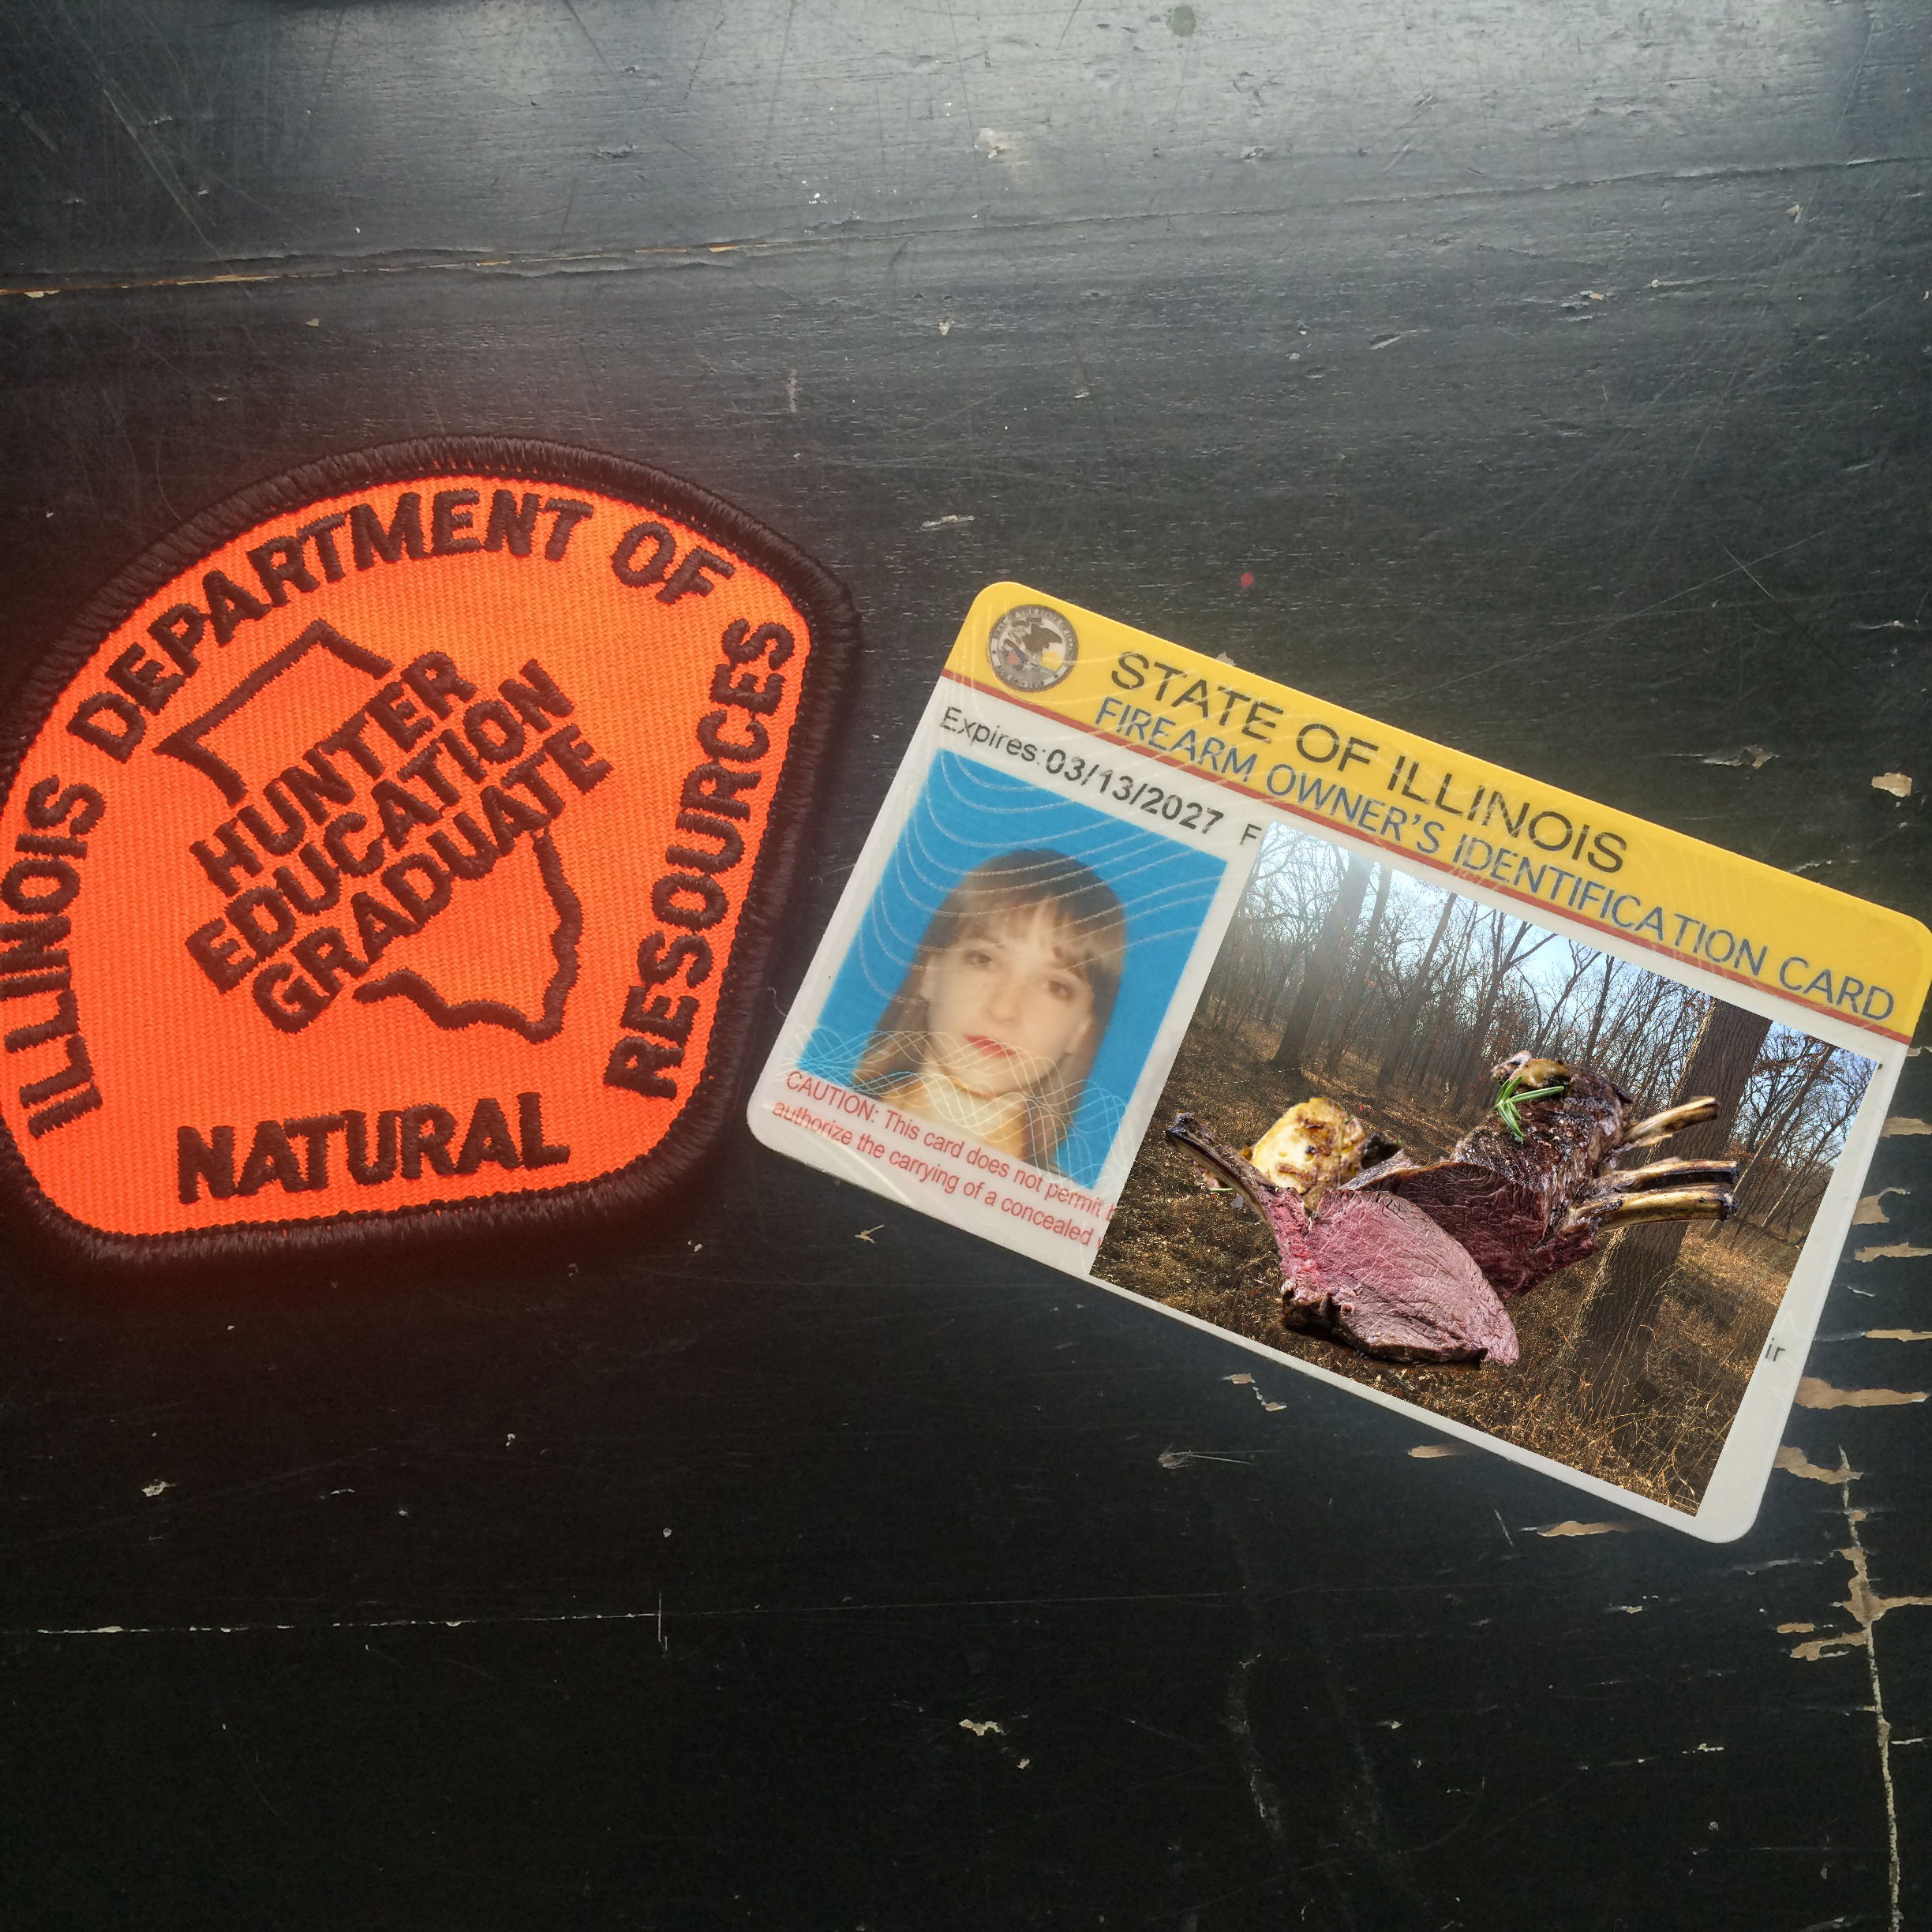 ILLINOIS DEPARTMENT OF
NATURAL
RESOURCES
HUNTER
EDUCATION
GRADUATE
STATE OF ILLINOIS
FIREARM OWNER'S IDENTIFICATION CARD
Expires:03/13/2027 F
CAUTION: This card does not permit
authorize the carrying of a concealed
ir